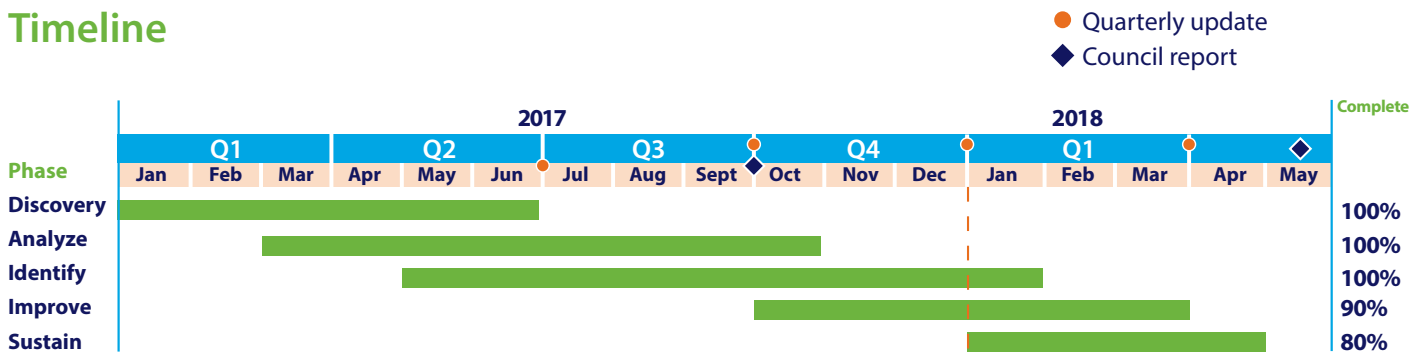 Timeline
Quarterly update
Council report
Complete
2017 2018
Q1 Q2 Q3 Q4 Q1
Phase Jan Feb Mar Apr May Jun Jul Aug Sept Oct Nov Dec Jan Feb Mar Apr May
Discovery 100%
Analyze 100%
Identify 100%
Improve 90%
Sustain 80%